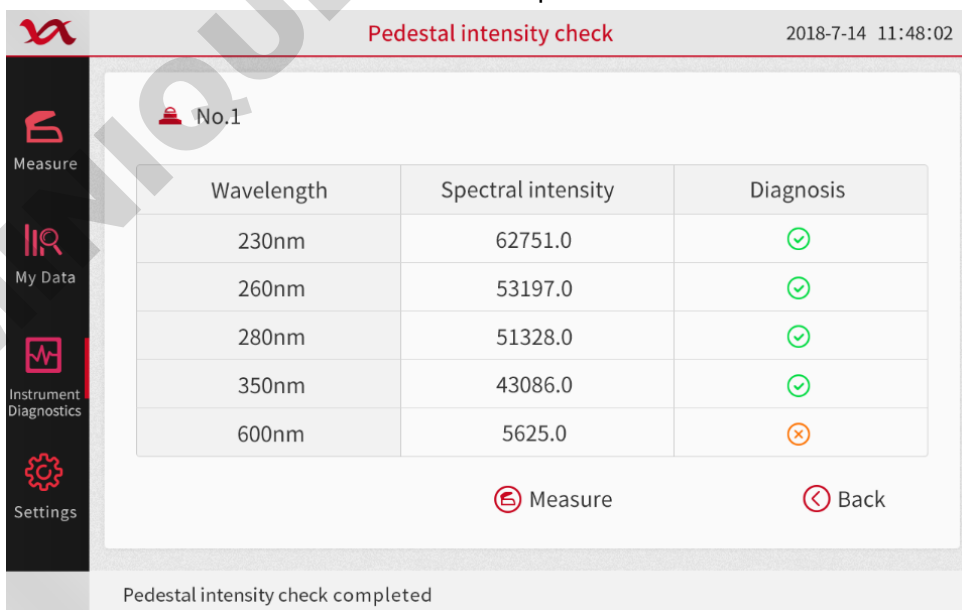 Pedestal intensity check 2018-7-14 11:48:02
No.1
Measure
Wavelength Spectral intensity Diagnosis
230nm 62751.0
My Data
260nm 53197.0
280nm 51328.0
Instrument
Diagnostics
350nm 43086.0
600nm 5625.0
Measure Back
Settings
Pedestal intensity check completed